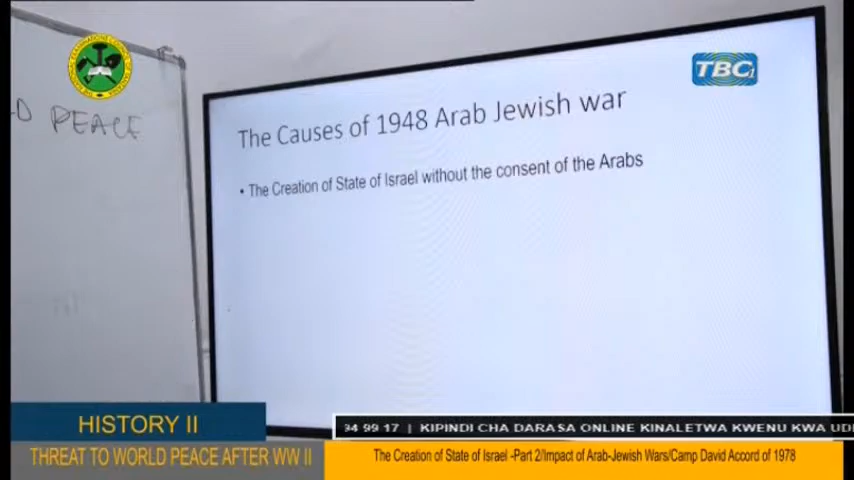 TBC1
D PEACE
The Causes of 1948 Arab Jewish war
• The Creation of State of Israel without the consent of the Arabs
HISTORY II
34 99 17 | KIPINDI CHA DARASA ONLINE KINALETWA KWENU KWA UD
THREAT TO WORLD PEACE AFTER WW II
The Creation of State of Israel -Part 2/Impact of Arab-Jewish Wars/Camp David Accord of 1978